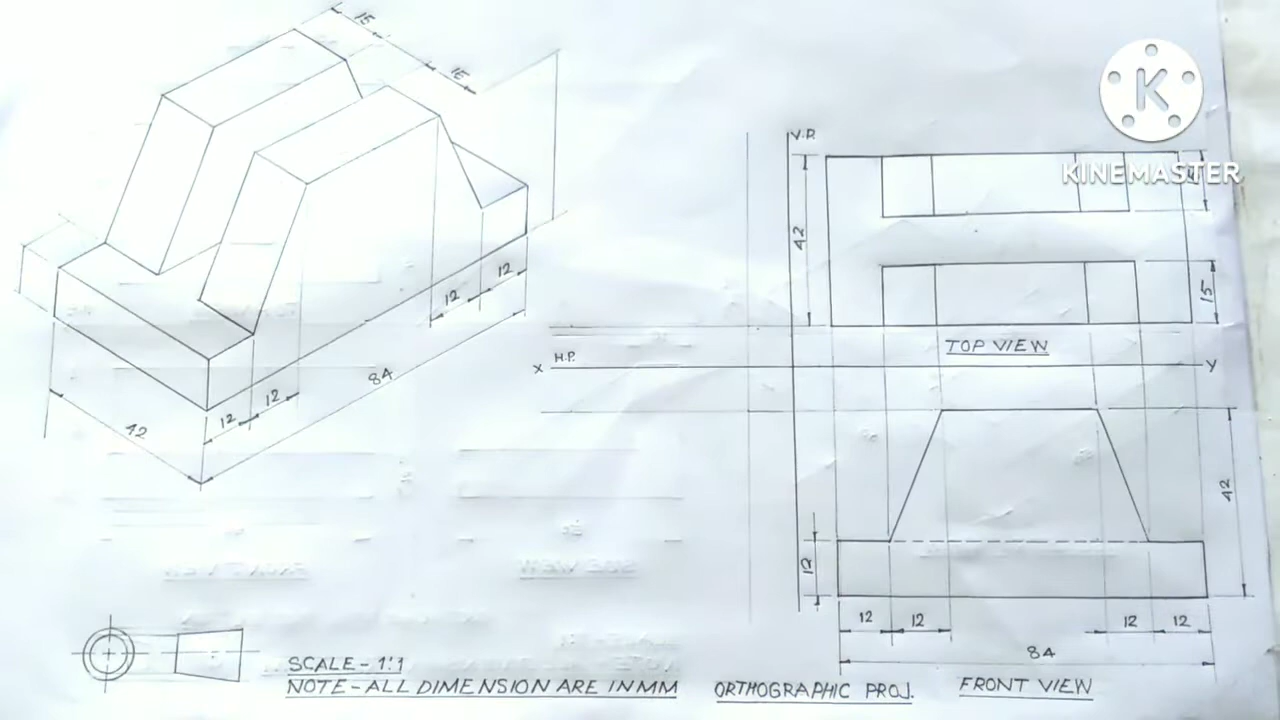 15
15
12
12
84
12
12
42
V.P.
42
15
15
TOP VIEW
X H.P. Y
42
12
12 12 12 12
84
SCALE - 1:1
NOTE - ALL DIMENSION ARE IN MM
ORTHOGRAPHIC PROJ.
FRONT VIEW
K
KINEMASTER